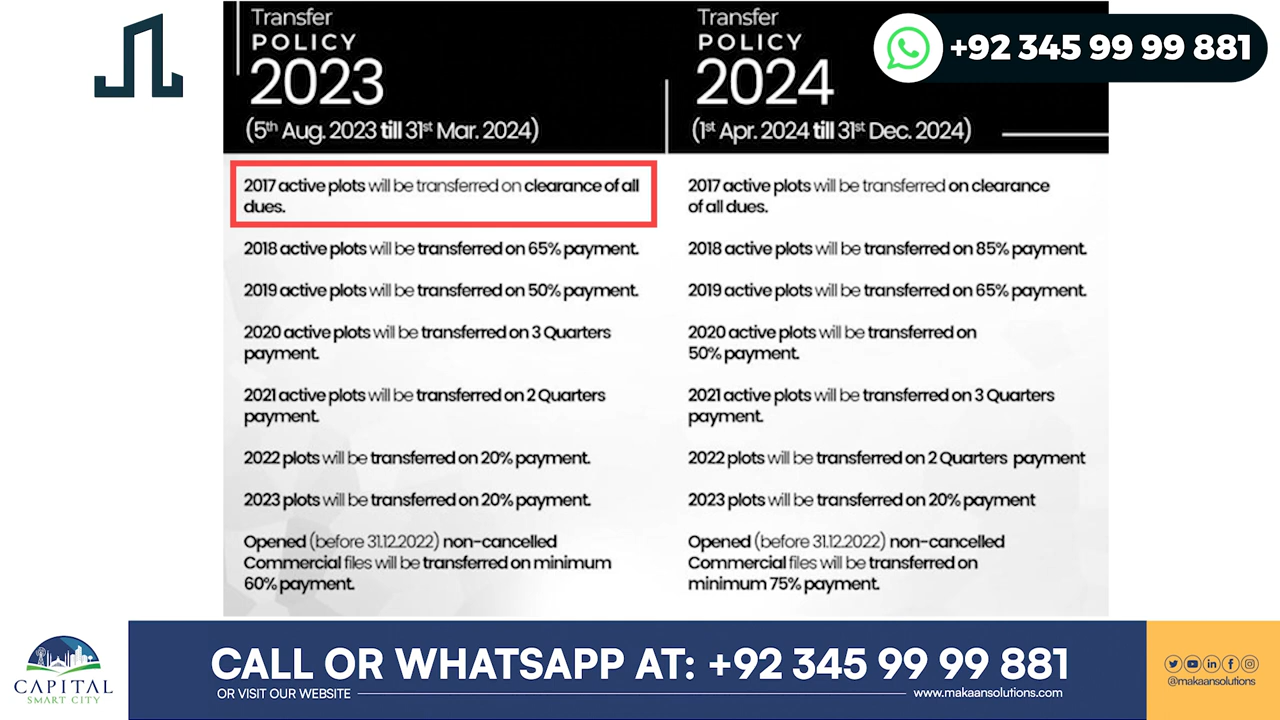 Transfer
POLICY
2023
(5th Aug. 2023 till 31st Mar. 2024)
2017 active plots will be transferred on clearance of all
dues.
2018 active plots will be transferred on 65% payment.
2019 active plots will be transferred on 50% payment.
2020 active plots will be transferred on 3 Quarters
payment.
2021 active plots will be transferred on 2 Quarters
payment.
2022 plots will be transferred on 20% payment.
2023 plots will be transferred on 20% payment.
Opened (before 31.12.2022) non-cancelled
Commercial files will be transferred on minimum
60% payment.
Transfer
POLICY
2024
(1st Apr. 2024 till 31st Dec. 2024)
2017 active plots will be transferred on clearance
of all dues.
2018 active plots will be transferred on 85% payment.
2019 active plots will be transferred on 65% payment.
2020 active plots will be transferred on
50% payment.
2021 active plots will be transferred on 3 Quarters
payment.
2022 plots will be transferred on 2 Quarters payment
2023 plots will be transferred on 20% payment
Opened (before 31.12.2022) non-cancelled
Commercial files will be transferred on
minimum 75% payment.
+92 345 99 99 881
CAPITAL
SMART CITY
CALL OR WHATSAPP AT: +92 345 99 99 881
OR VISIT OUR WEBSITE www.makaansolutions.com
@makaansolutions